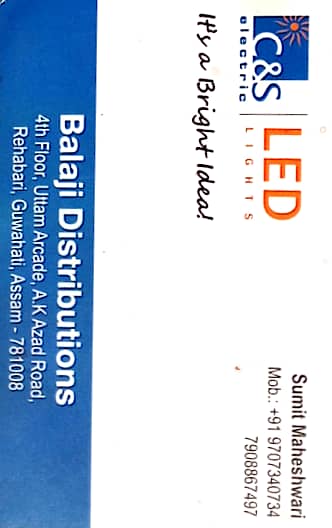 C&S
electric
LED
LIGHTS
It's a Bright Idea!
Sumit Maheshwari
Mob.: +91 9707340734
7908867497
Balaji Distributions
4th Floor, Uttam Arcade, A.K Azad Road,
Rehabari, Guwahati, Assam - 781008